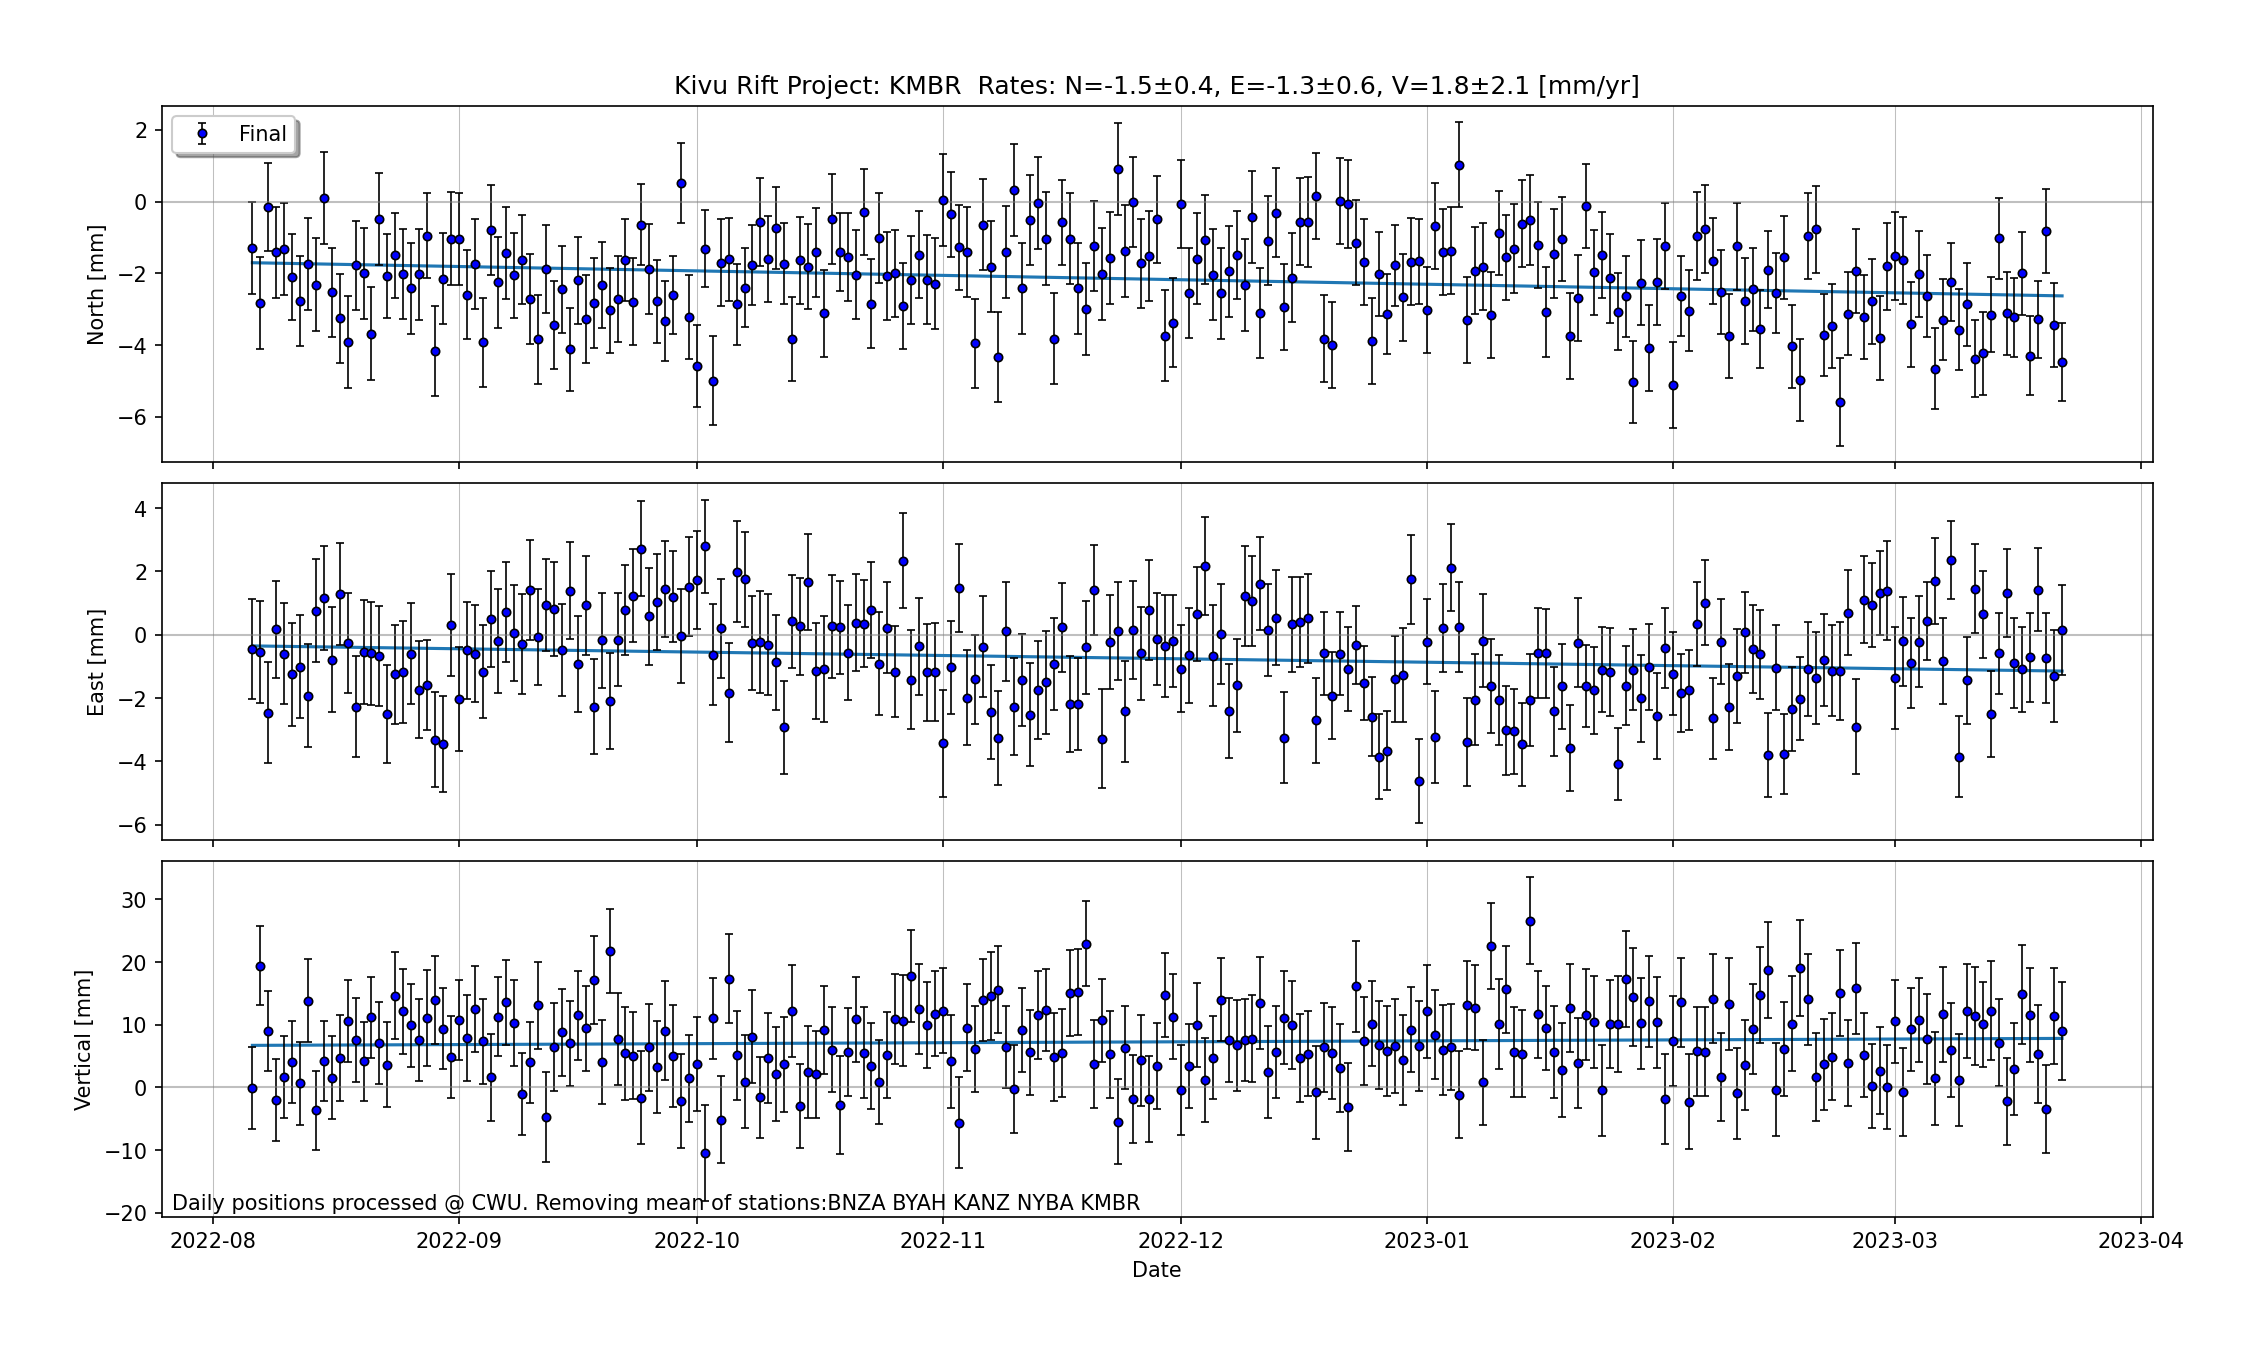 Kivu Rift Project: KMBR  Rates: N=-1.5±0.4, E=-1.3±0.6, V=1.8±2.1 [mm/yr]
Final
North [mm]
2
0
−2
−4
−6
East [mm]
4
2
0
−2
−4
−6
Vertical [mm]
30
20
10
0
−10
−20
Daily positions processed @ CWU. Removing mean of stations:BNZA BYAH KANZ NYBA KMBR
2022-08 2022-09 2022-10 2022-11 2022-12 2023-01 2023-02 2023-03 2023-04
Date